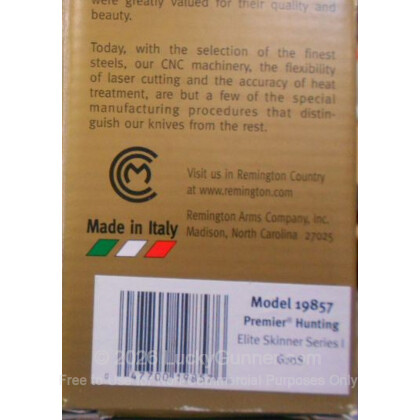 were greatly valued for their quality and
beauty.
Today, with the selection of the finest
steels, our CNC machinery, the flexibility
of laser cutting and the accuracy of heat
treatment, are but a few of the special
manufacturing procedures that distin-
guish our knives from the rest.
Visit us in Remington Country
at www.remington.com
Made in Italy
Remington Arms Company, Inc.
Madison, North Carolina 27025
Model 19857
Premier® Hunting
Elite Skinner Series I
© 2026 LuckyGunner.com
Free to Use For Non-Commercial Purposes Only